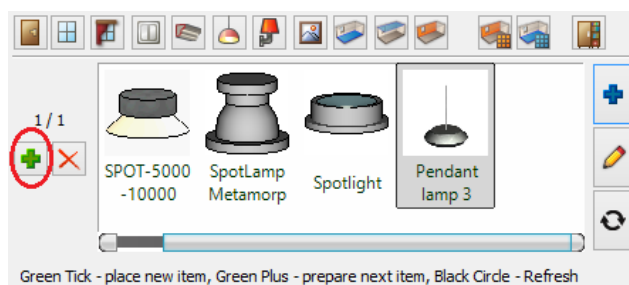 1 / 1
SPOT-5000
-10000
SpotLamp
Metamorp
Spotlight
Pendant
lamp 3
Green Tick - place new item, Green Plus - prepare next item, Black Circle - Refresh